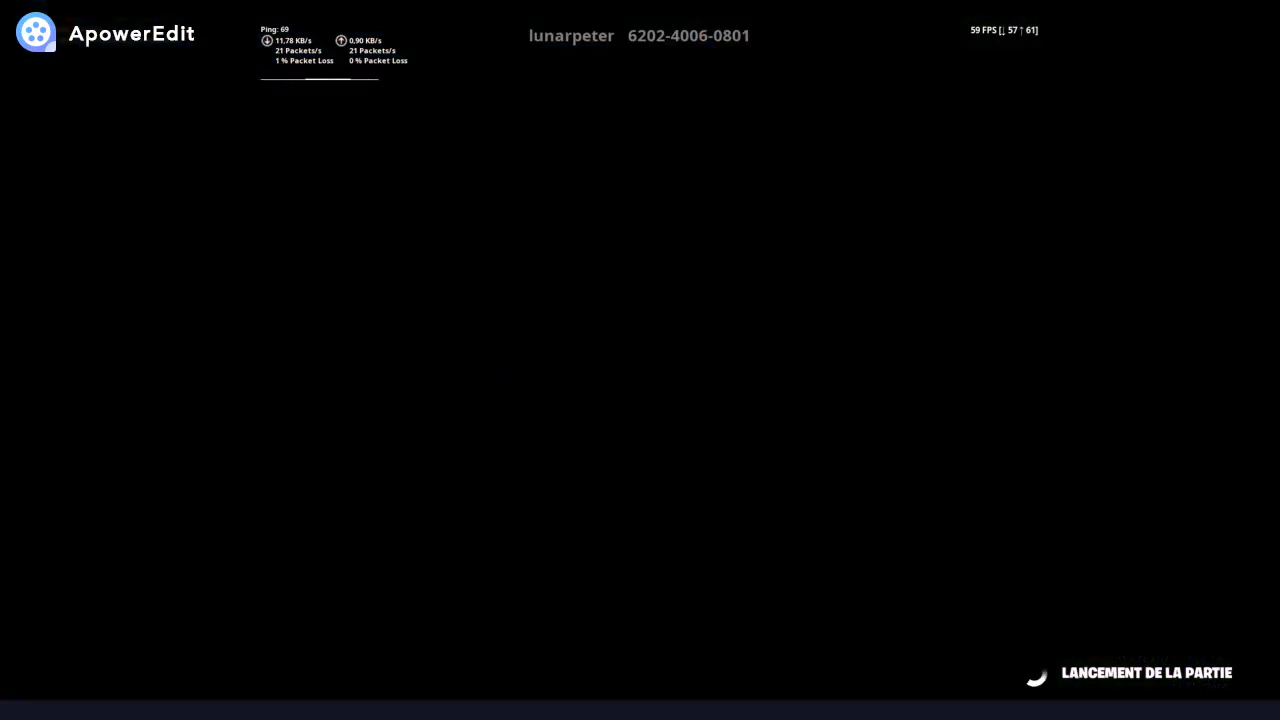 ApowerEdit
Ping: 69
11,78 KB/s 0,90 KB/s
21 Packets/s 21 Packets/s
1 % Packet Loss 0 % Packet Loss
lunarpeter 6202-4006-0801
59 FPS [↓ 57 ↑ 61]
LANCEMENT DE LA PARTIE